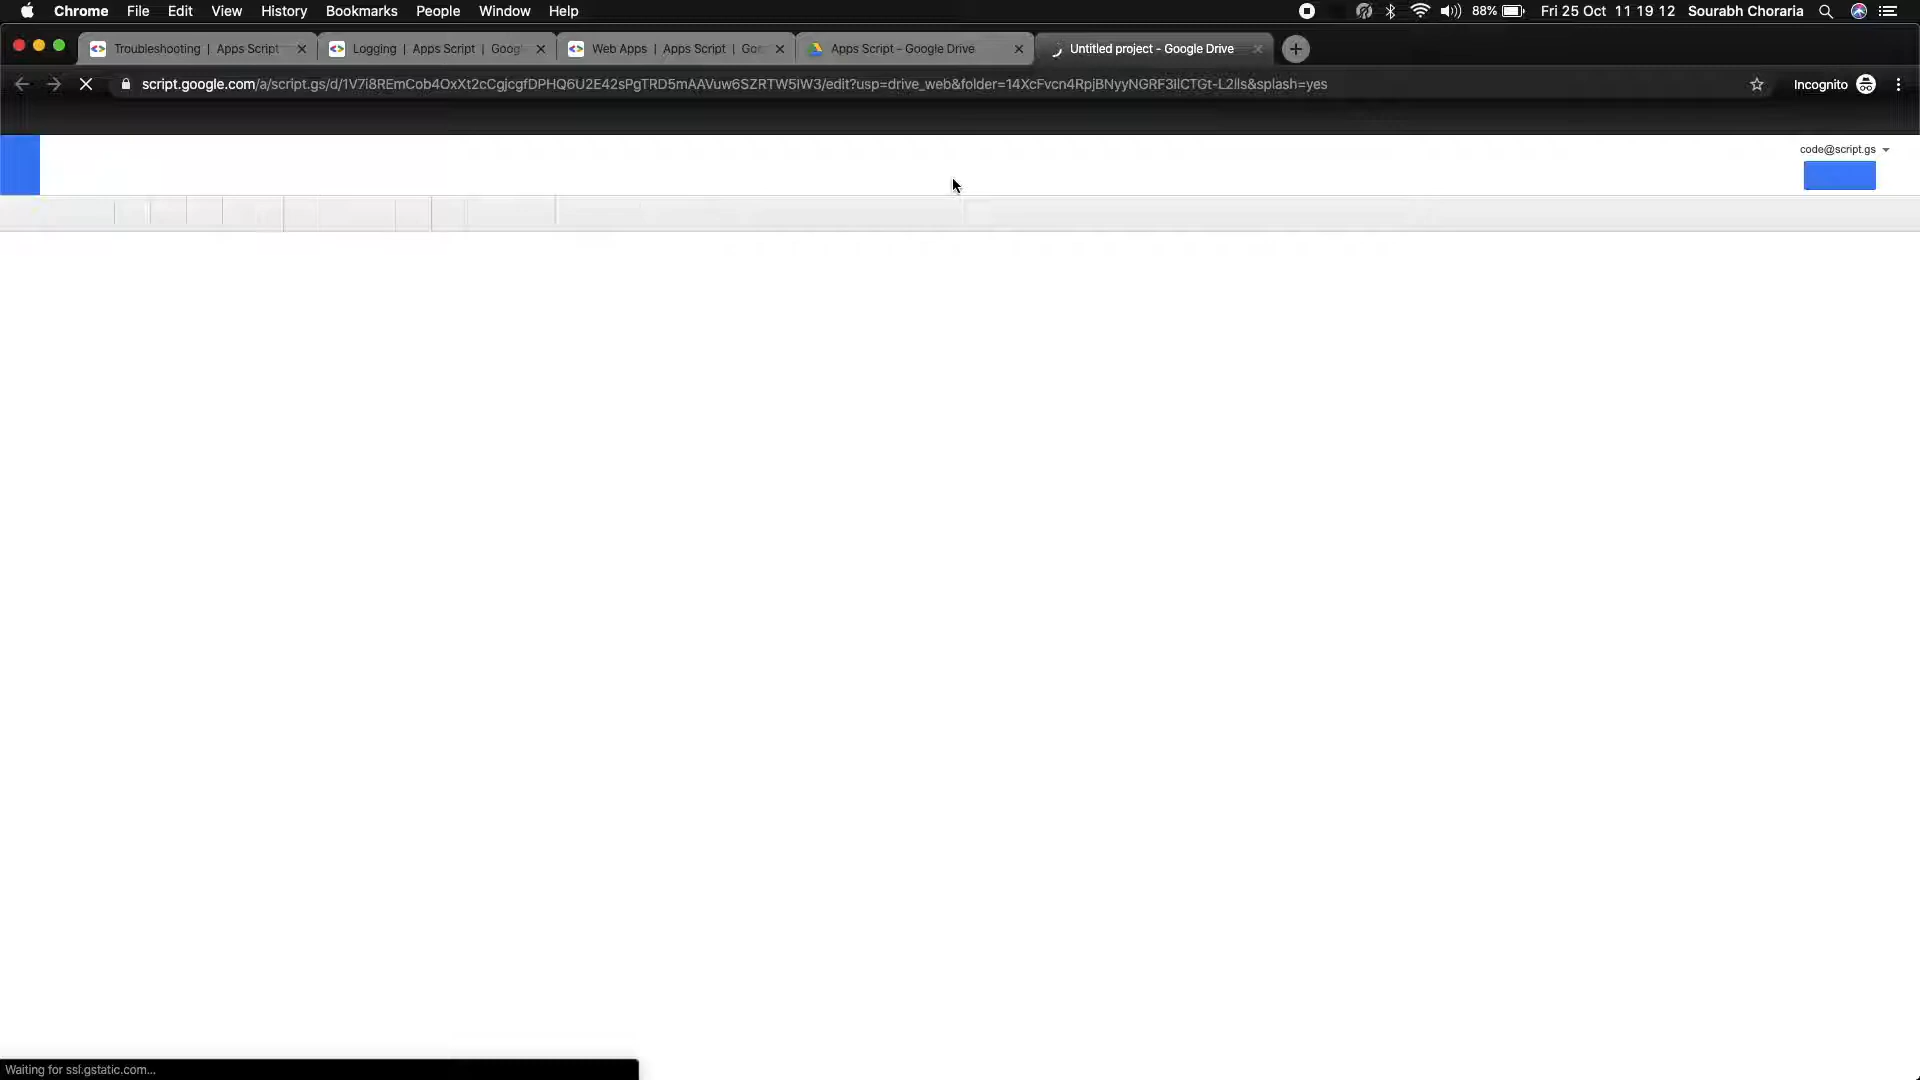 Chrome File Edit View History Bookmarks People Window Help 88% Fri 25 Oct 11 19 12 Sourabh Choraria
Troubleshooting | Apps Script Logging | Apps Script | Googl Web Apps | Apps Script | Goo Apps Script – Google Drive Untitled project - Google Drive
script.google.com/a/script.gs/d/1V7i8REmCob4OxXt2cCgjcgfDPHQ6U2E42sPgTRD5mAAVuw6SZRTW5IW3/edit?usp=drive_web&folder=14XcFvcn4RpjBNyyNGRF3IlCTGt-L2lls&splash=yes Incognito
code@script.gs
Waiting for ssl.gstatic.com...